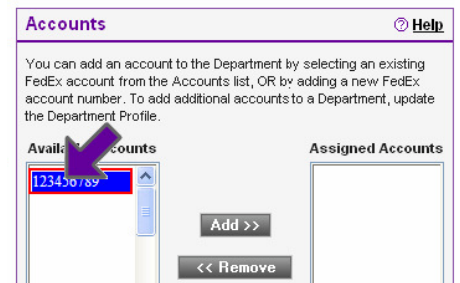 Accounts
Help
You can add an account to the Department by selecting an existing
FedEx account from the Accounts list, OR by adding a new FedEx
account number. To add additional accounts to a Department, update
the Department Profile.
Available Accounts
Assigned Accounts
123456789
Add >>
<< Remove